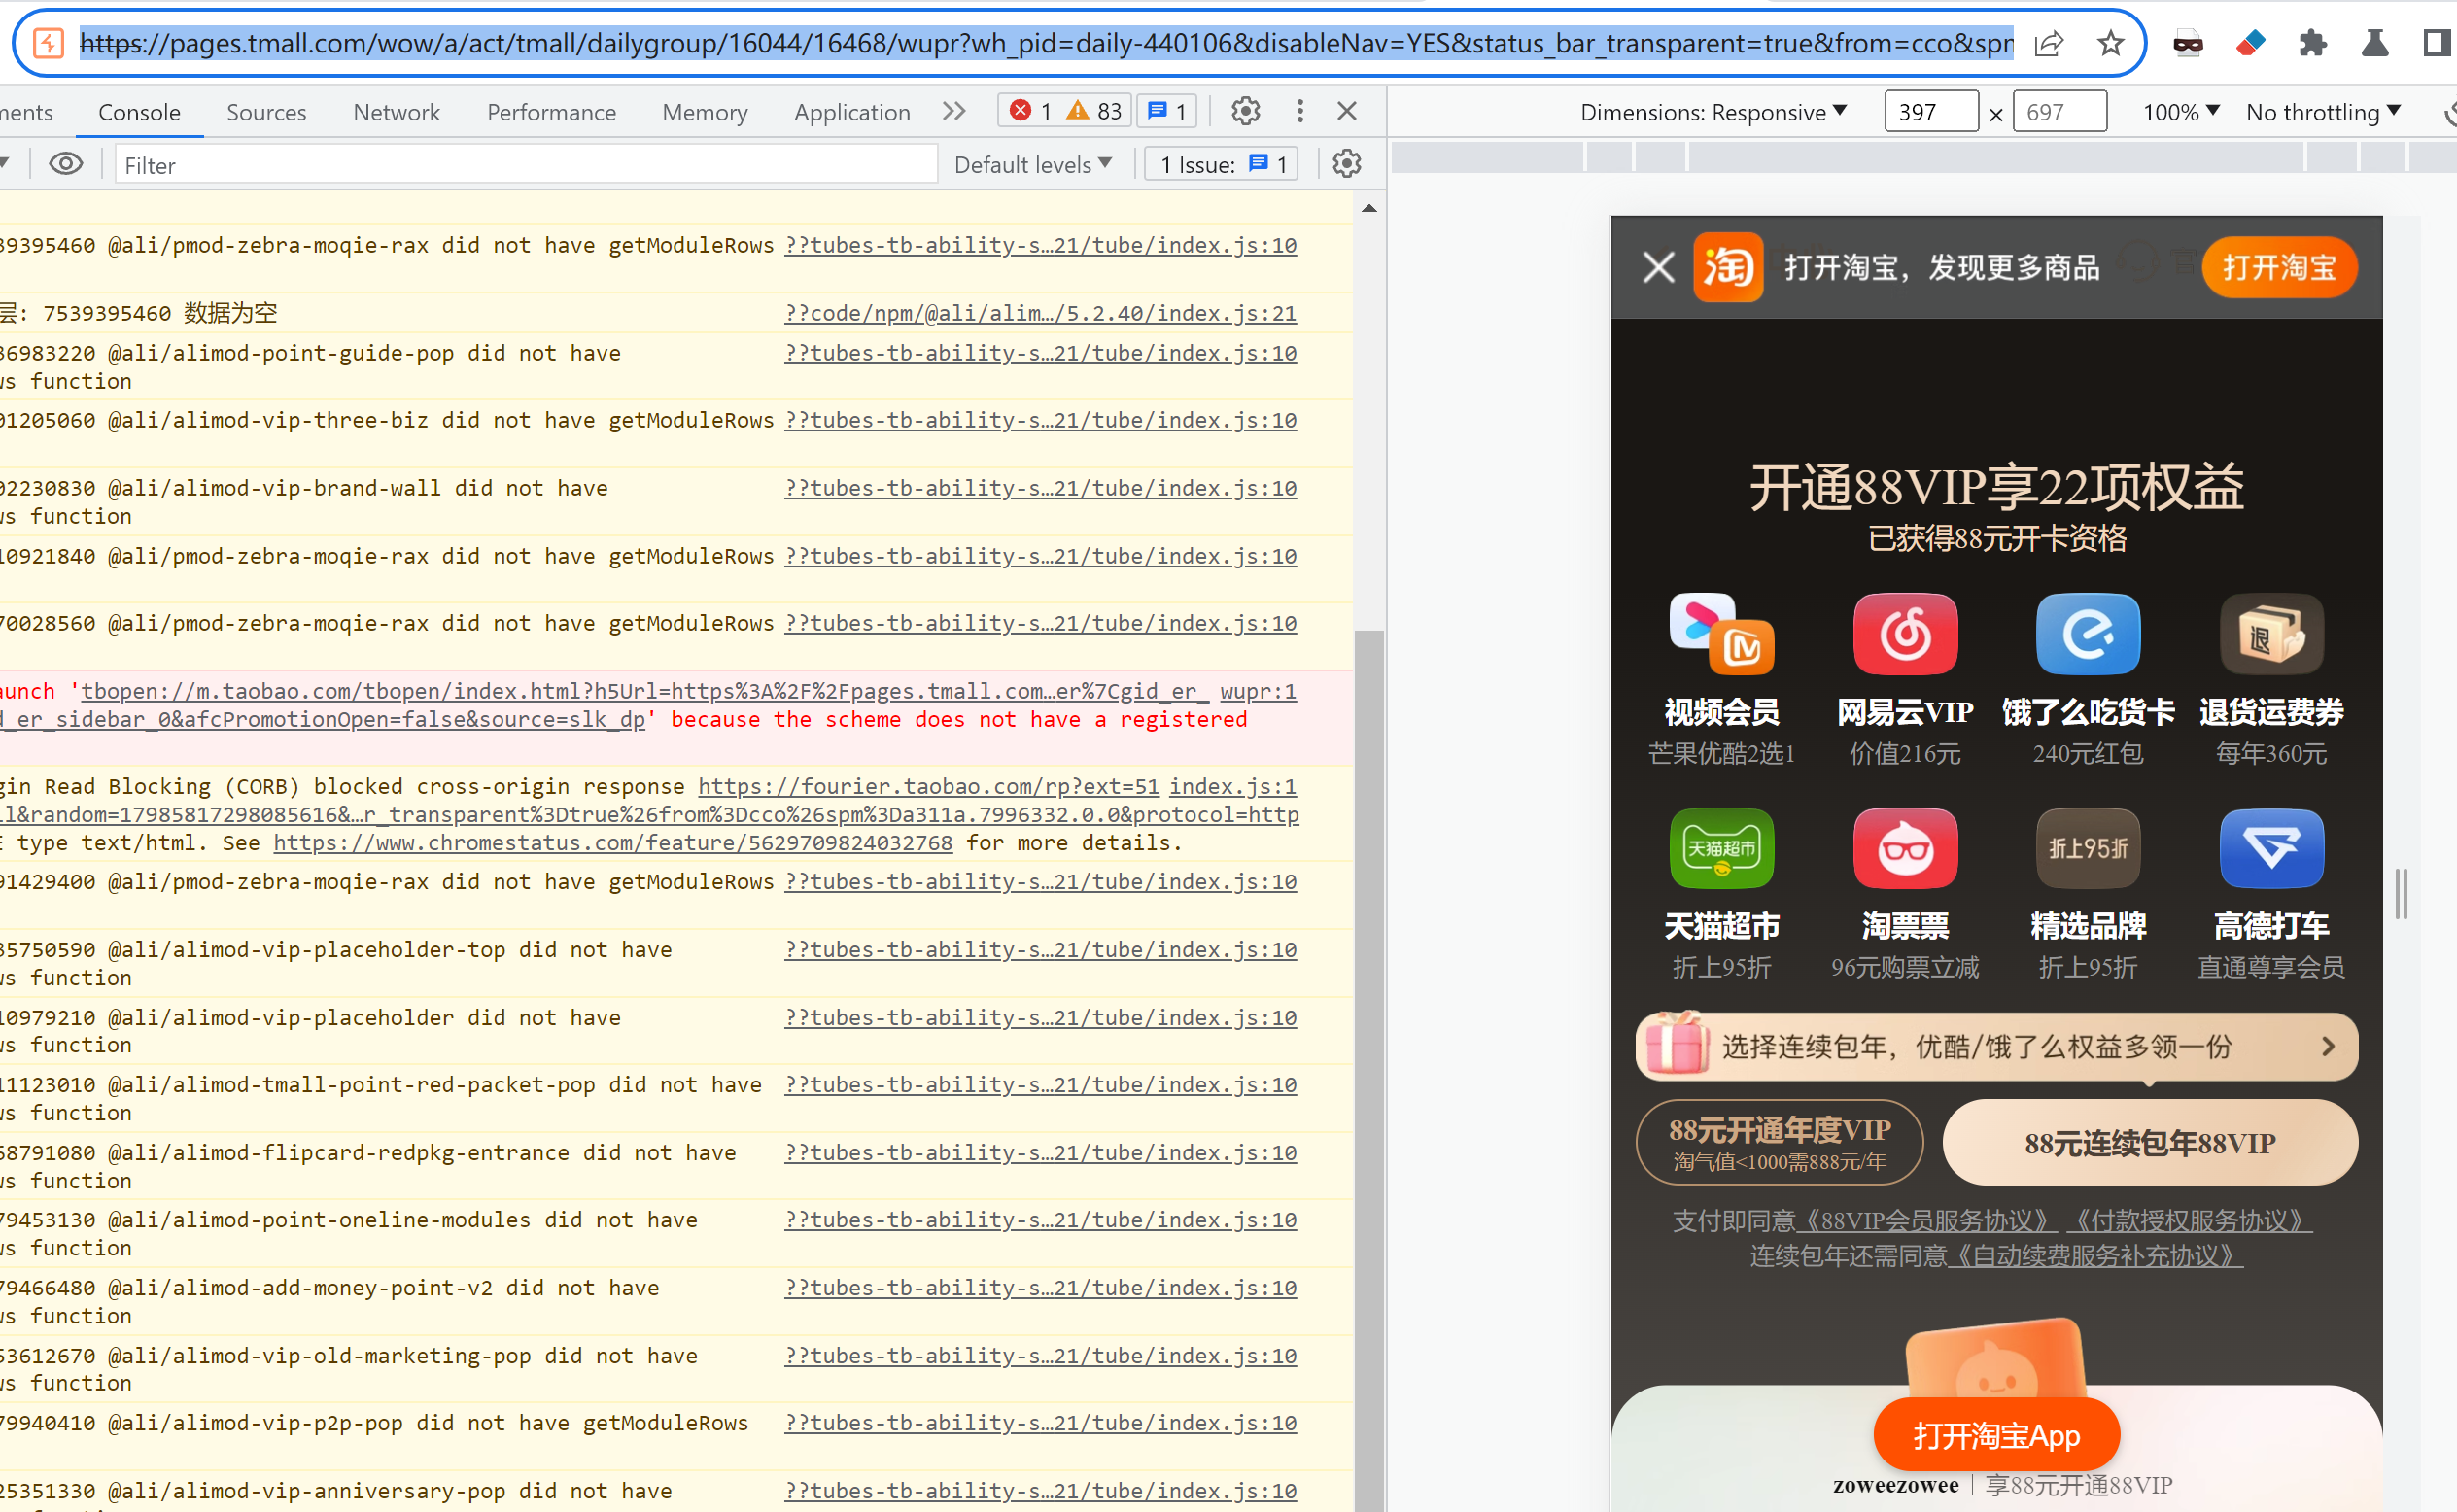 https://pages.tmall.com/wow/a/act/tmall/dailygroup/16044/16468/wupr?wh_pid=daily-440106&disableNav=YES&status_bar_transparent=true&from=cco&spm
ments Console Sources Network Performance Memory Application 1 83 1
Filter Default levels 1 Issue: 1
39395460 @ali/pmod-zebra-moqie-rax did not have getModuleRows ??tubes-tb-ability-s…21/tube/index.js:10
层: 7539395460 数据为空 ??code/npm/@ali/alim…/5.2.40/index.js:21
36983220 @ali/alimod-point-guide-pop did not have ??tubes-tb-ability-s…21/tube/index.js:10
ws function
01205060 @ali/alimod-vip-three-biz did not have getModuleRows ??tubes-tb-ability-s…21/tube/index.js:10
02230830 @ali/alimod-vip-brand-wall did not have ??tubes-tb-ability-s…21/tube/index.js:10
ws function
10921840 @ali/pmod-zebra-moqie-rax did not have getModuleRows ??tubes-tb-ability-s…21/tube/index.js:10
70028560 @ali/pmod-zebra-moqie-rax did not have getModuleRows ??tubes-tb-ability-s…21/tube/index.js:10
aunch 'tbopen://m.taobao.com/tbopen/index.html?h5Url=https%3A%2F%2Fpages.tmall.com…er%7Cgid_er_ wupr:1
d_er_sidebar_0&afcPromotionOpen=false&source=slk_dp' because the scheme does not have a registered
gin Read Blocking (CORB) blocked cross-origin response https://fourier.taobao.com/rp?ext=51 index.js:1
ll&random=17985817298085616&…r_transparent%3Dtrue%26from%3Dcco%26spm%3Da311a.7996332.0.0&protocol=http
E type text/html. See https://www.chromestatus.com/feature/5629709824032768 for more details.
91429400 @ali/pmod-zebra-moqie-rax did not have getModuleRows ??tubes-tb-ability-s…21/tube/index.js:10
35750590 @ali/alimod-vip-placeholder-top did not have ??tubes-tb-ability-s…21/tube/index.js:10
ws function
10979210 @ali/alimod-vip-placeholder did not have ??tubes-tb-ability-s…21/tube/index.js:10
ws function
11123010 @ali/alimod-tmall-point-red-packet-pop did not have ??tubes-tb-ability-s…21/tube/index.js:10
ws function
58791080 @ali/alimod-flipcard-redpkg-entrance did not have ??tubes-tb-ability-s…21/tube/index.js:10
ws function
79453130 @ali/alimod-point-oneline-modules did not have ??tubes-tb-ability-s…21/tube/index.js:10
ws function
79466480 @ali/alimod-add-money-point-v2 did not have ??tubes-tb-ability-s…21/tube/index.js:10
ws function
53612670 @ali/alimod-vip-old-marketing-pop did not have ??tubes-tb-ability-s…21/tube/index.js:10
ws function
79940410 @ali/alimod-vip-p2p-pop did not have getModuleRows ??tubes-tb-ability-s…21/tube/index.js:10
25351330 @ali/alimod-vip-anniversary-pop did not have ??tubes-tb-ability-s…21/tube/index.js:10
Dimensions: Responsive 397 × 697 100% No throttling
淘 打开淘宝，发现更多商品 打开淘宝
开通88VIP享22项权益
已获得88元开卡资格
退
视频会员 网易云VIP 饿了么吃货卡 退货运费券
芒果优酷2选1 价值216元 240元红包 每年360元
天猫超市 折上95折
天猫超市 淘票票 精选品牌 高德打车
折上95折 96元购票立减 折上95折 直通尊享会员
选择连续包年，优酷/饿了么权益多领一份
88元开通年度VIP 88元连续包年88VIP
淘气值<1000需888元/年
支付即同意《88VIP会员服务协议》《付款授权服务协议》
连续包年还需同意《自动续费服务补充协议》
打开淘宝App
zoweezowee 享88元开通88VIP